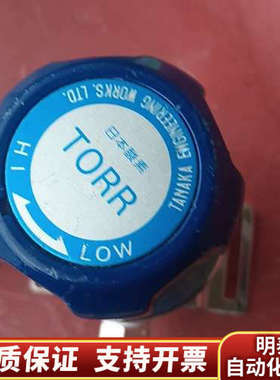 TANAKA ENGINEERING WORKS. LTD.
日本製
TORR
HI
LOW
质保证 支持开票
明
自动化